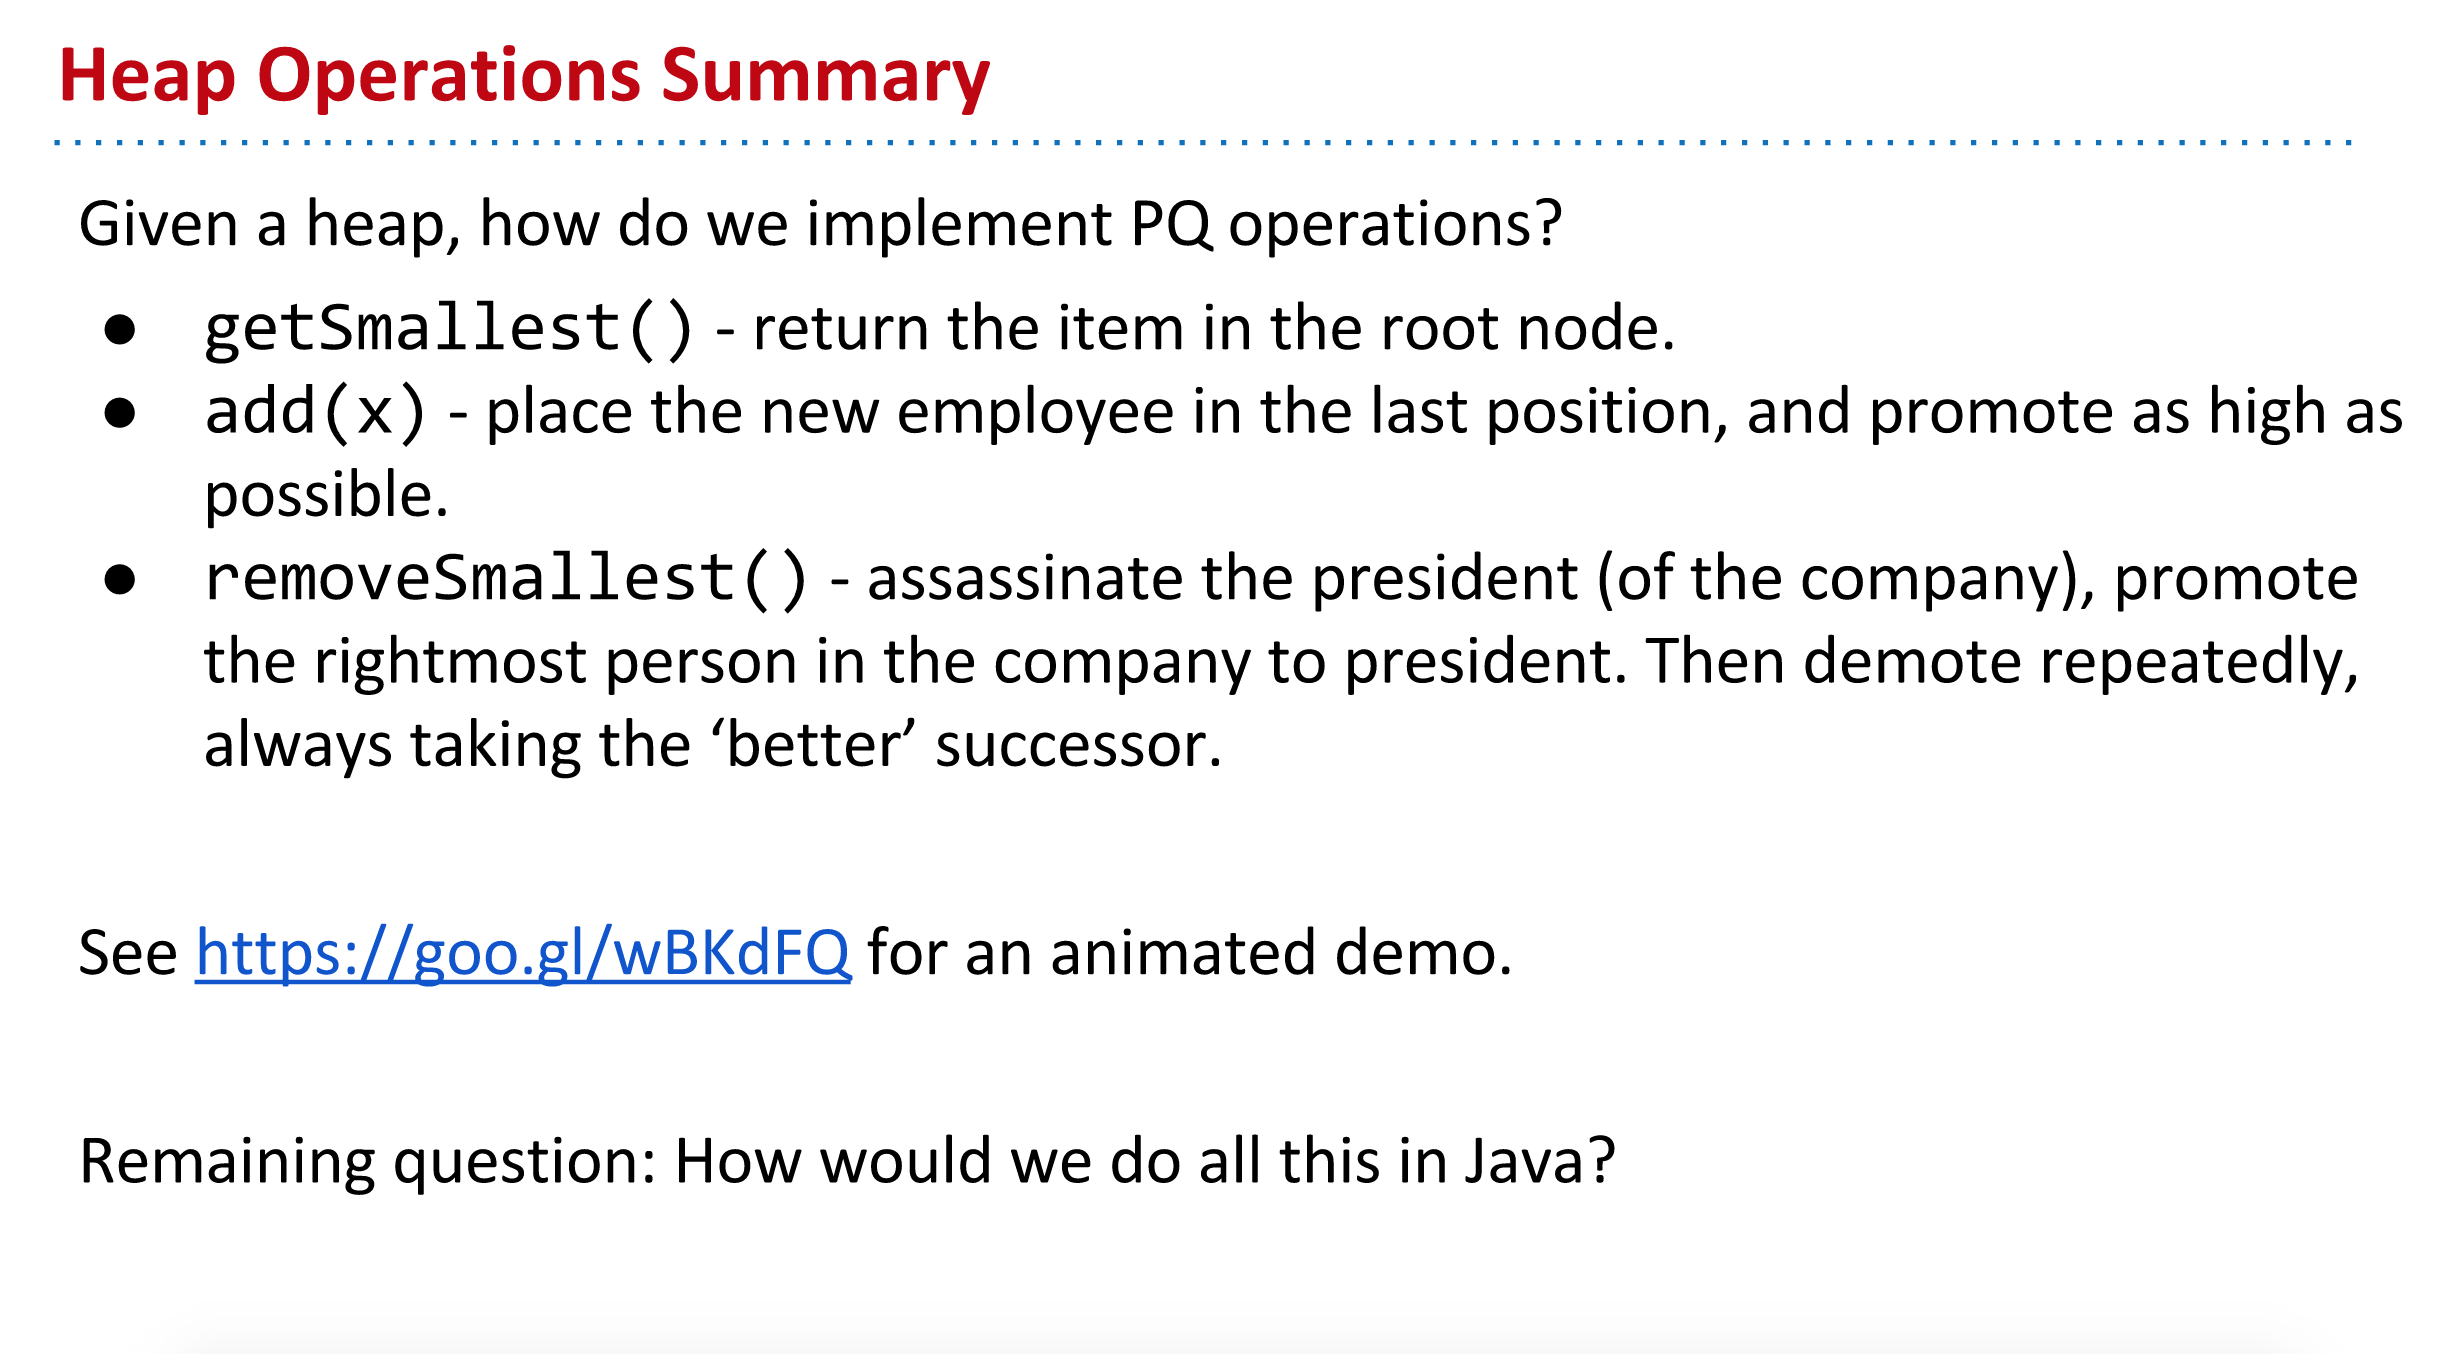 Heap Operations Summary
Given a heap, how do we implement PQ operations?
● getSmallest() - return the item in the root node.
● add(x) - place the new employee in the last position, and promote as high as
possible.
● removeSmallest() - assassinate the president (of the company), promote
the rightmost person in the company to president. Then demote repeatedly,
always taking the ‘better’ successor.
See https://goo.gl/wBKdFQ for an animated demo.
Remaining question: How would we do all this in Java?